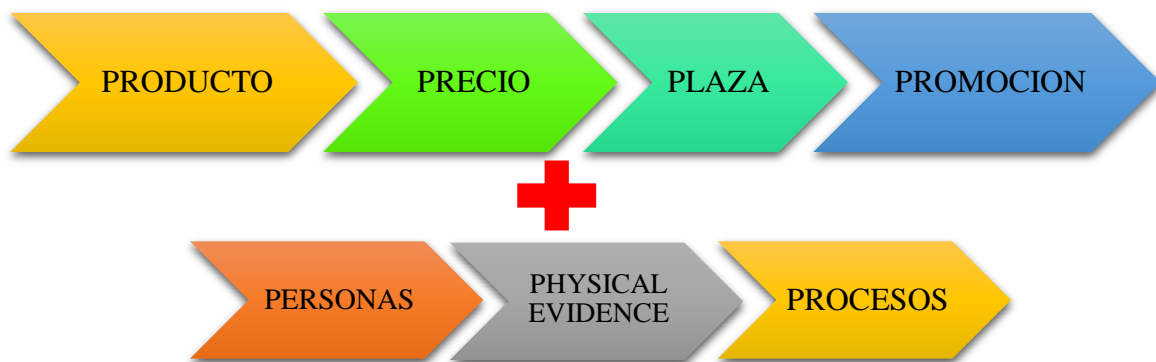 PRODUCTO
PRECIO
PLAZA
PROMOCION
PERSONAS
PHYSICAL
EVIDENCE
PROCESOS